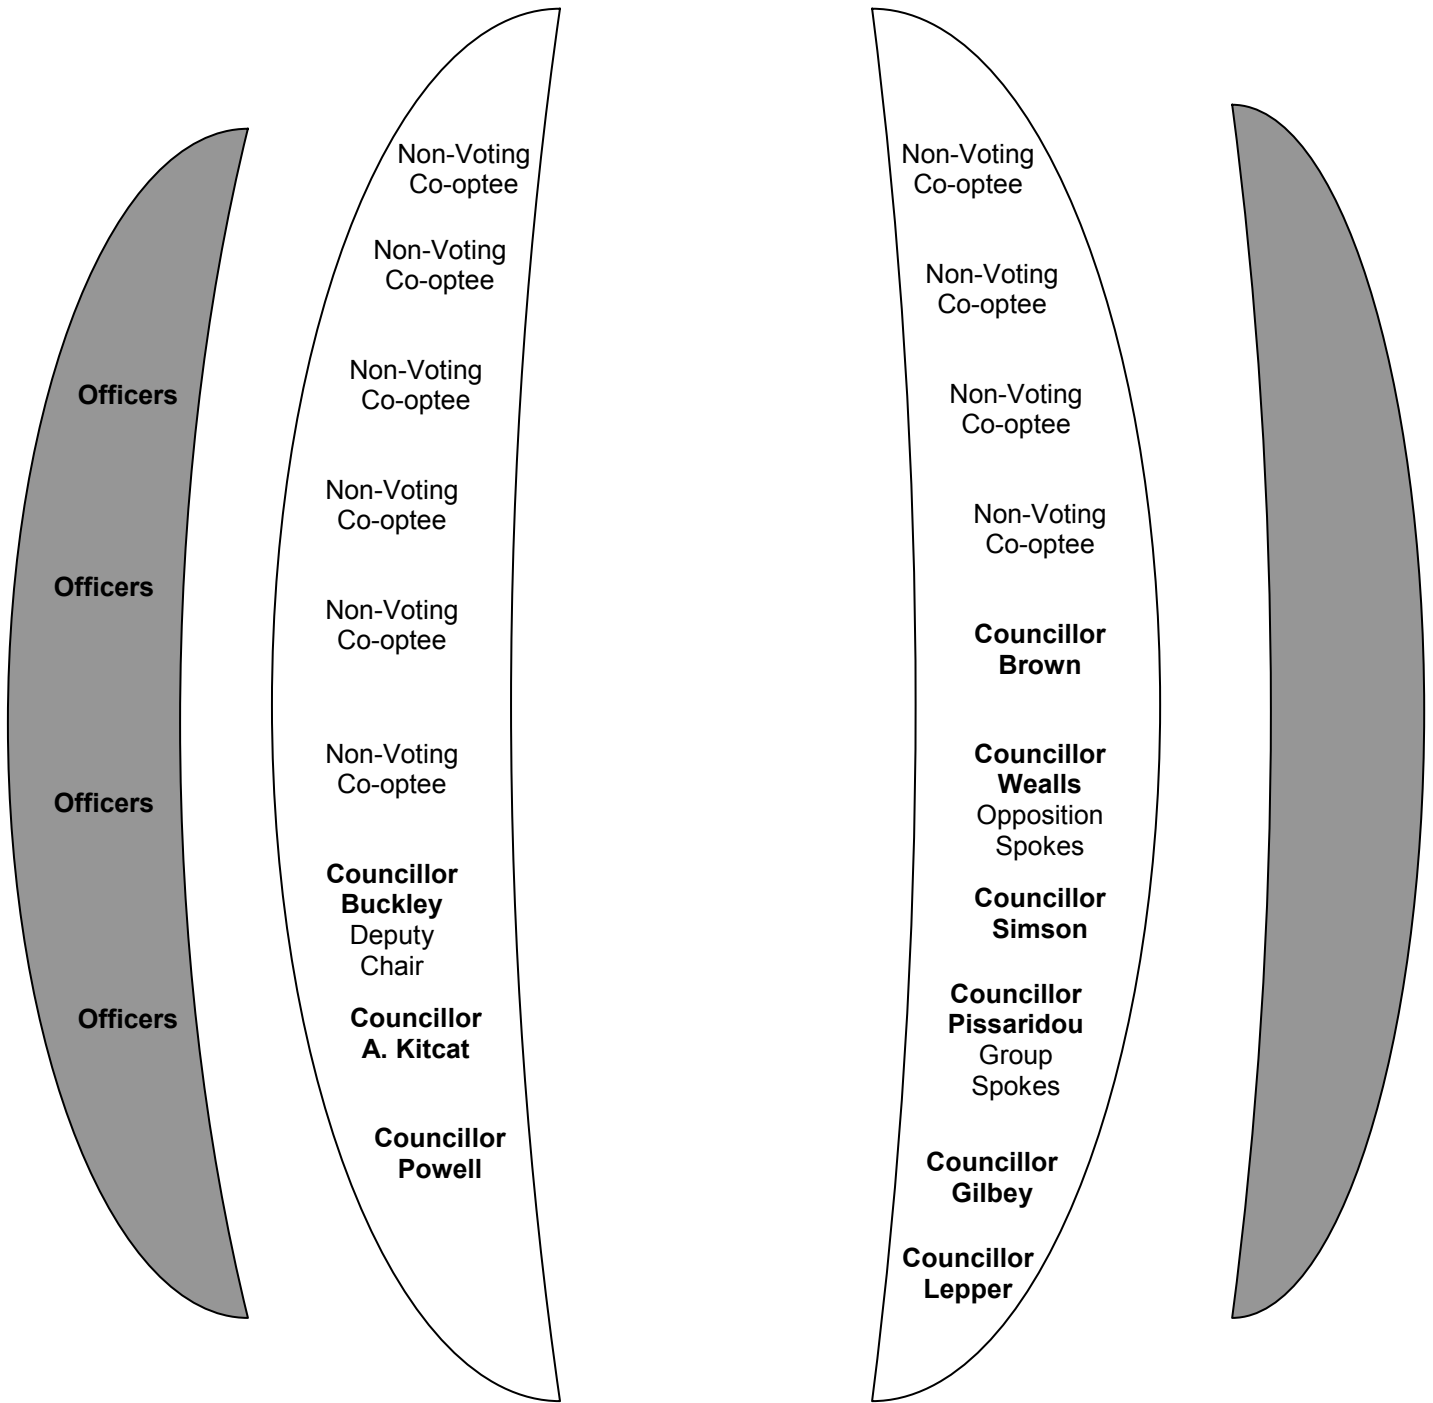 Officers
Officers
Officers
Officers
Non-Voting
Co-optee
Non-Voting
Co-optee
Non-Voting
Co-optee
Non-Voting
Co-optee
Non-Voting
Co-optee
Non-Voting
Co-optee
Councillor
Buckley
Deputy
Chair
Councillor
A. Kitcat
Councillor
Powell
Non-Voting
Co-optee
Non-Voting
Co-optee
Non-Voting
Co-optee
Non-Voting
Co-optee
Councillor
Brown
Councillor
Wealls
Opposition
Spokes
Councillor
Simson
Councillor
Pissaridou
Group
Spokes
Councillor
Gilbey
Councillor
Lepper